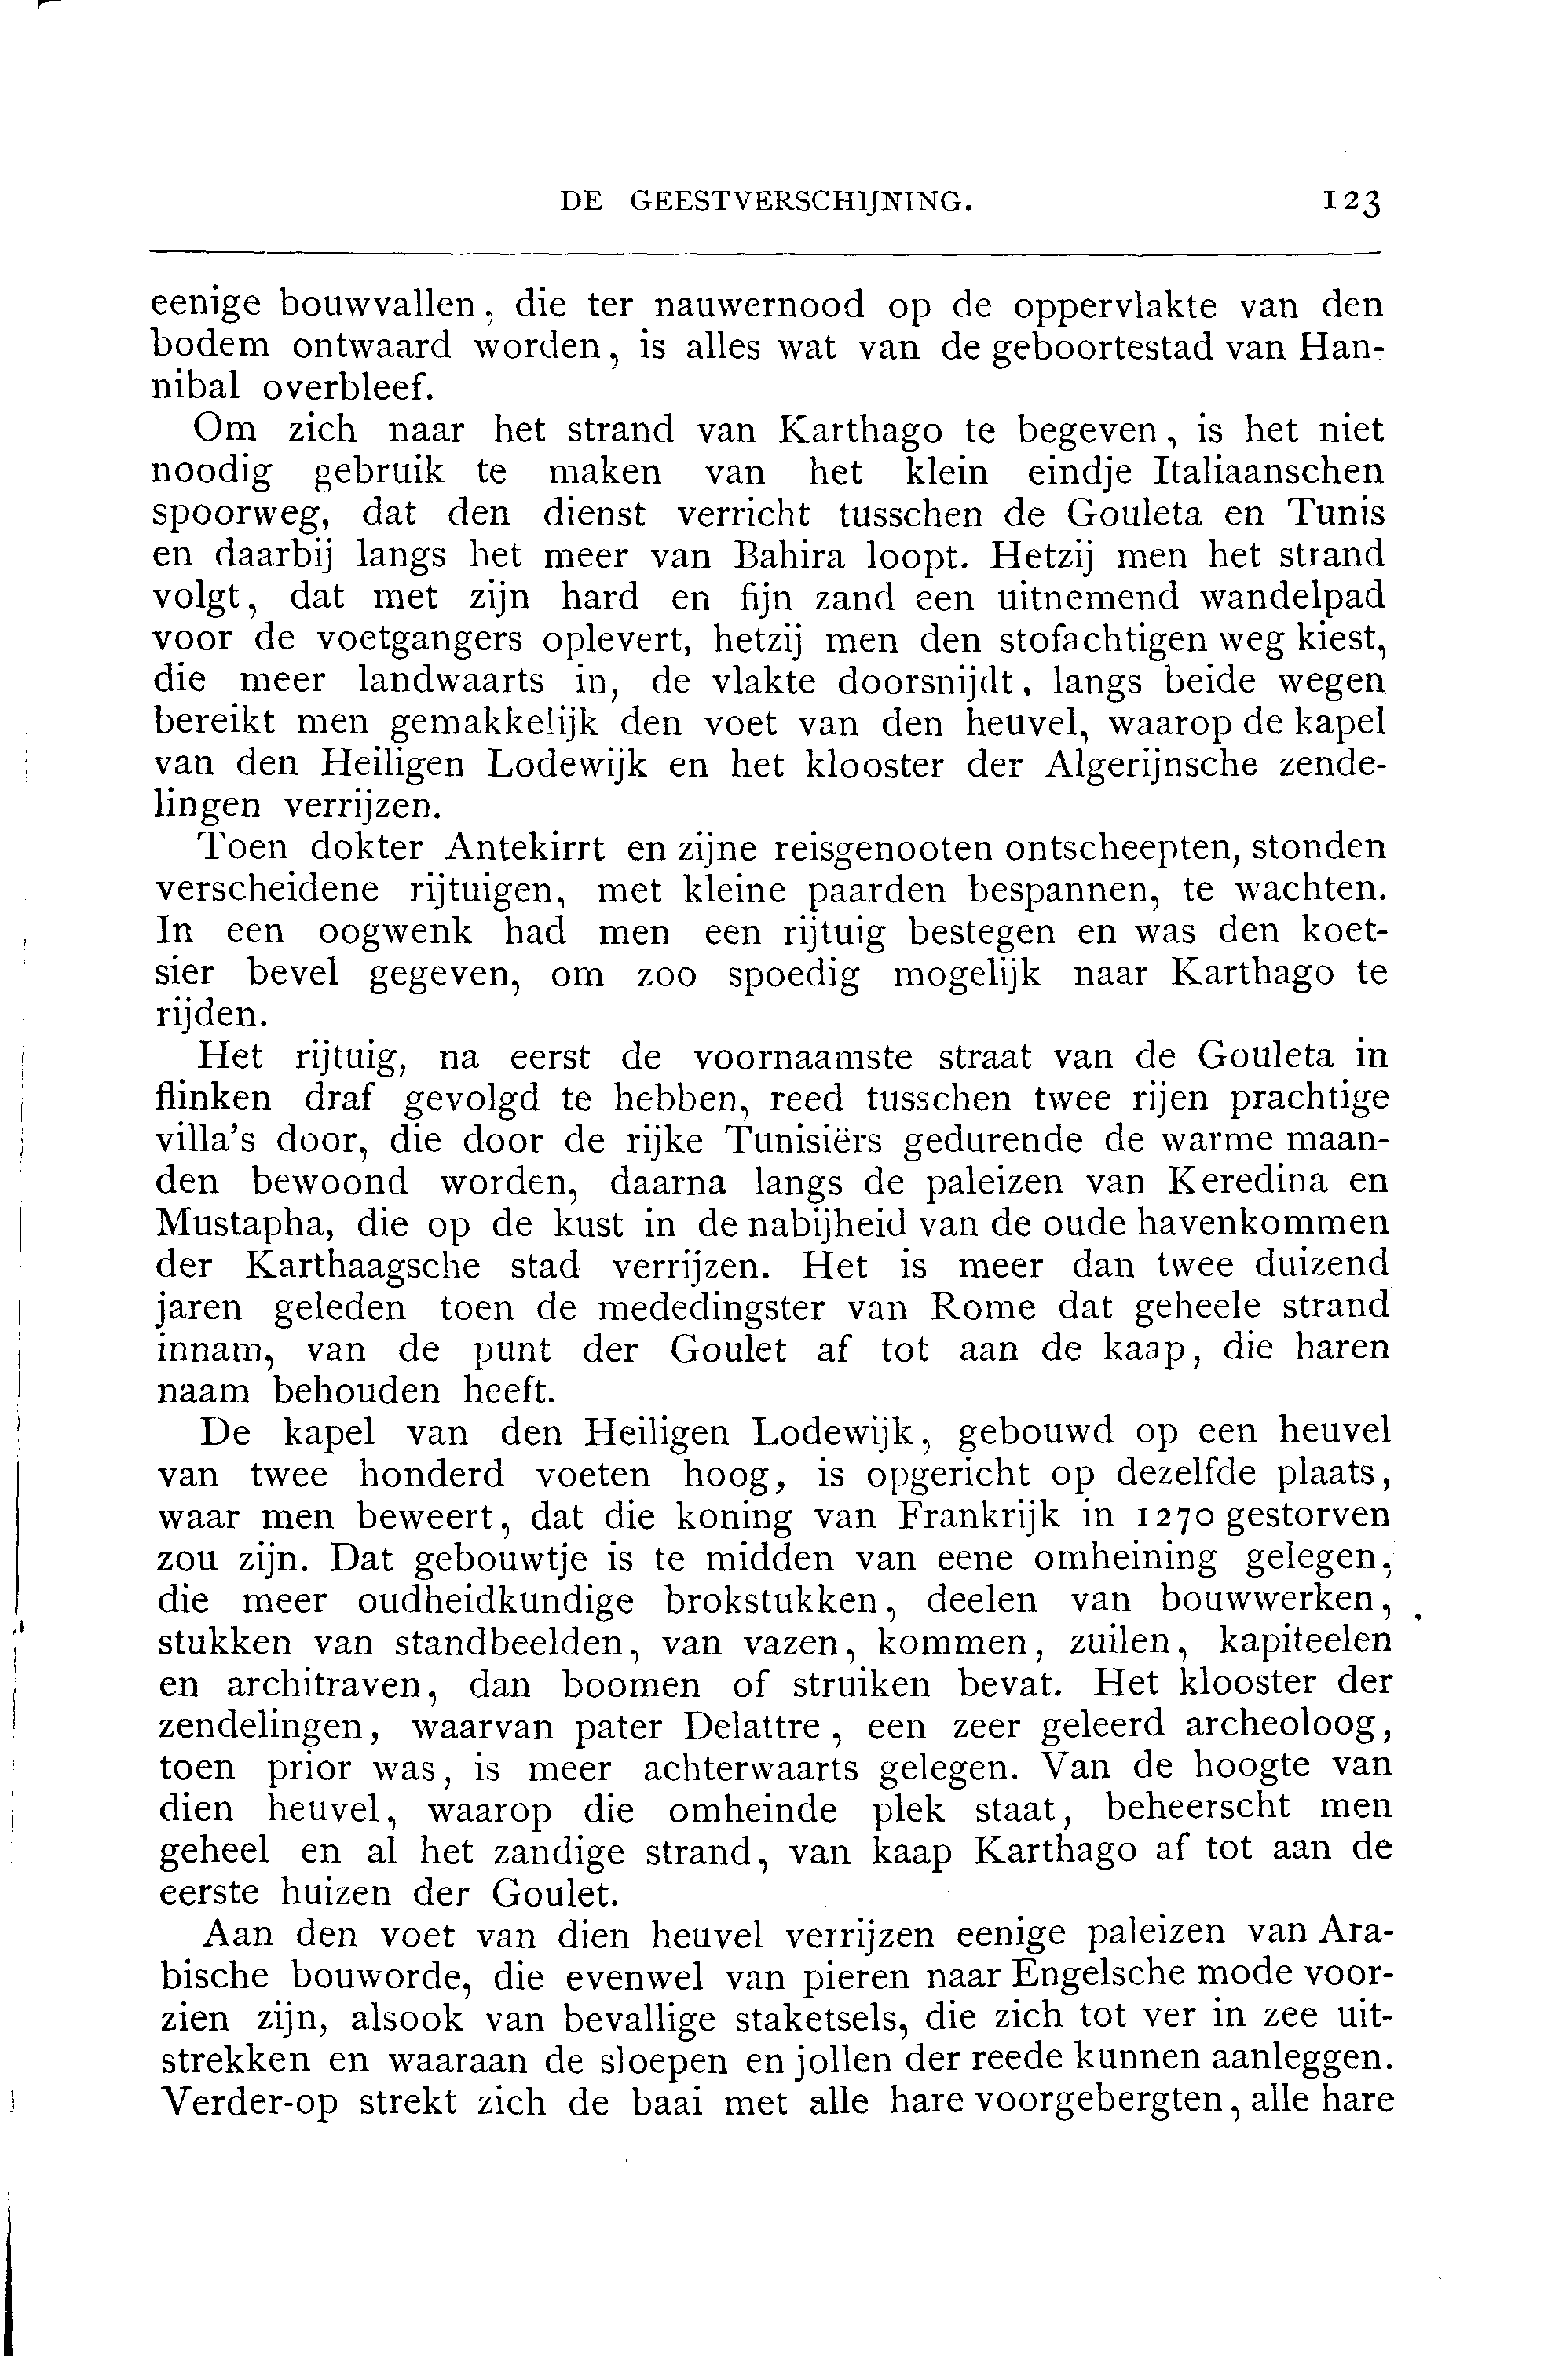 DE GEESTVERSCHIJNING. 123
eenige bouwvallen, die ter nauwernood op de oppervlakte van den
bodem ontwaard worden, is alles wat van de geboortestad van Han-
nibal overbleef.
Om zich naar het strand van Karthago te begeven, is het niet
noodig gebruik te maken van het klein eindje Italiaanschen
spoorweg, dat den dienst verricht tusschen de Gouleta en Tunis
en daarbij langs het meer van Bahira loopt. Hetzij men het strand
volgt, dat met zijn hard en fijn zand een uitnemend wandelpad
voor de voetgangers oplevert, hetzij men den stofachtigen weg kiest,
die meer landwaarts in, de vlakte doorsnijdt, langs beide wegen
bereikt men gemakkelijk den voet van den heuvel, waarop de kapel
van den Heiligen Lodewijk en het klooster der Algerijnsche zende-
lingen verrijzen.
Toen dokter Antekirrt en zijne reisgenooten ontscheepten, stonden
verscheidene rijtuigen, met kleine paarden bespannen, te wachten.
In een oogwenk had men een rijtuig bestegen en was den koet-
sier bevel gegeven, om zoo spoedig mogelijk naar Karthago te
rijden.
Het rijtuig, na eerst de voornaamste straat van de Gouleta in
flinken draf gevolgd te hebben, reed tusschen twee rijen prachtige
villa's door, die door de rijke Tunisiërs gedurende de warme maan-
den bewoond worden, daarna langs de paleizen van Keredina en
Mustapha, die op de kust in de nabijheid van de oude havenkommen
der Karthaagsche stad verrijzen. Het is meer dan twee duizend
jaren geleden toen de mededingster van Rome dat geheele strand
innam, van de punt der Goulet af tot aan de kaap, die haren
naam behouden heeft.
De kapel van den Heiligen Lodewijk, gebouwd op een heuvel
van twee honderd voeten hoog, is opgericht op dezelfde plaats,
waar men beweert, dat die koning van Frankrijk in 1270 gestorven
zou zijn. Dat gebouwtje is te midden van eene omheining gelegen,
die meer oudheidkundige brokstukken, deelen van bouwwerken,
stukken van standbeelden, van vazen, kommen, zuilen, kapiteelen
en architraven, dan boomen of struiken bevat. Het klooster der
zendelingen, waarvan pater Delattre, een zeer geleerd archeoloog,
toen prior was, is meer achterwaarts gelegen. Van de hoogte van
dien heuvel, waarop die omheinde plek staat, beheerscht men
geheel en al het zandige strand, van kaap Karthago af tot aan de
eerste huizen der Goulet.
Aan den voet van dien heuvel verrijzen eenige paleizen van Ara-
bische bouworde, die evenwel van pieren naar Engelsche mode voor-
zien zijn, alsook van bevallige staketsels, die zich tot ver in zee uit-
strekken en waaraan de sloepen en jollen der reede kunnen aanleggen.
Verder-op strekt zich de baai met alle hare voorgebergten, alle hare